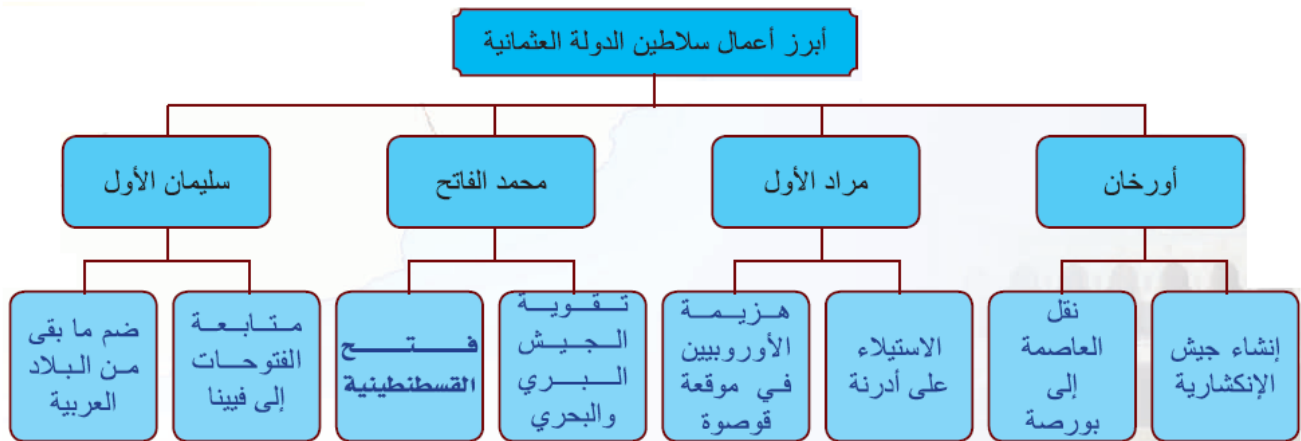 أبرز أعمال سلاطين الدولة العثمانية
أورخان
مراد الأول
محمد الفاتح
سليمان الأول
إنشاء جيش
الإنكشارية
نقل
العاصمة
إلى
بورصة
الاستيلاء
على أدرنة
هزيمة
الأوروبيين
في موقعة
قوصوة
تقوية
الجيش
البري
والبحري
فتح
القسطنطينية
متابعة
الفتوحات
إلى فيينا
ضم ما بقى
من البلاد
العربية